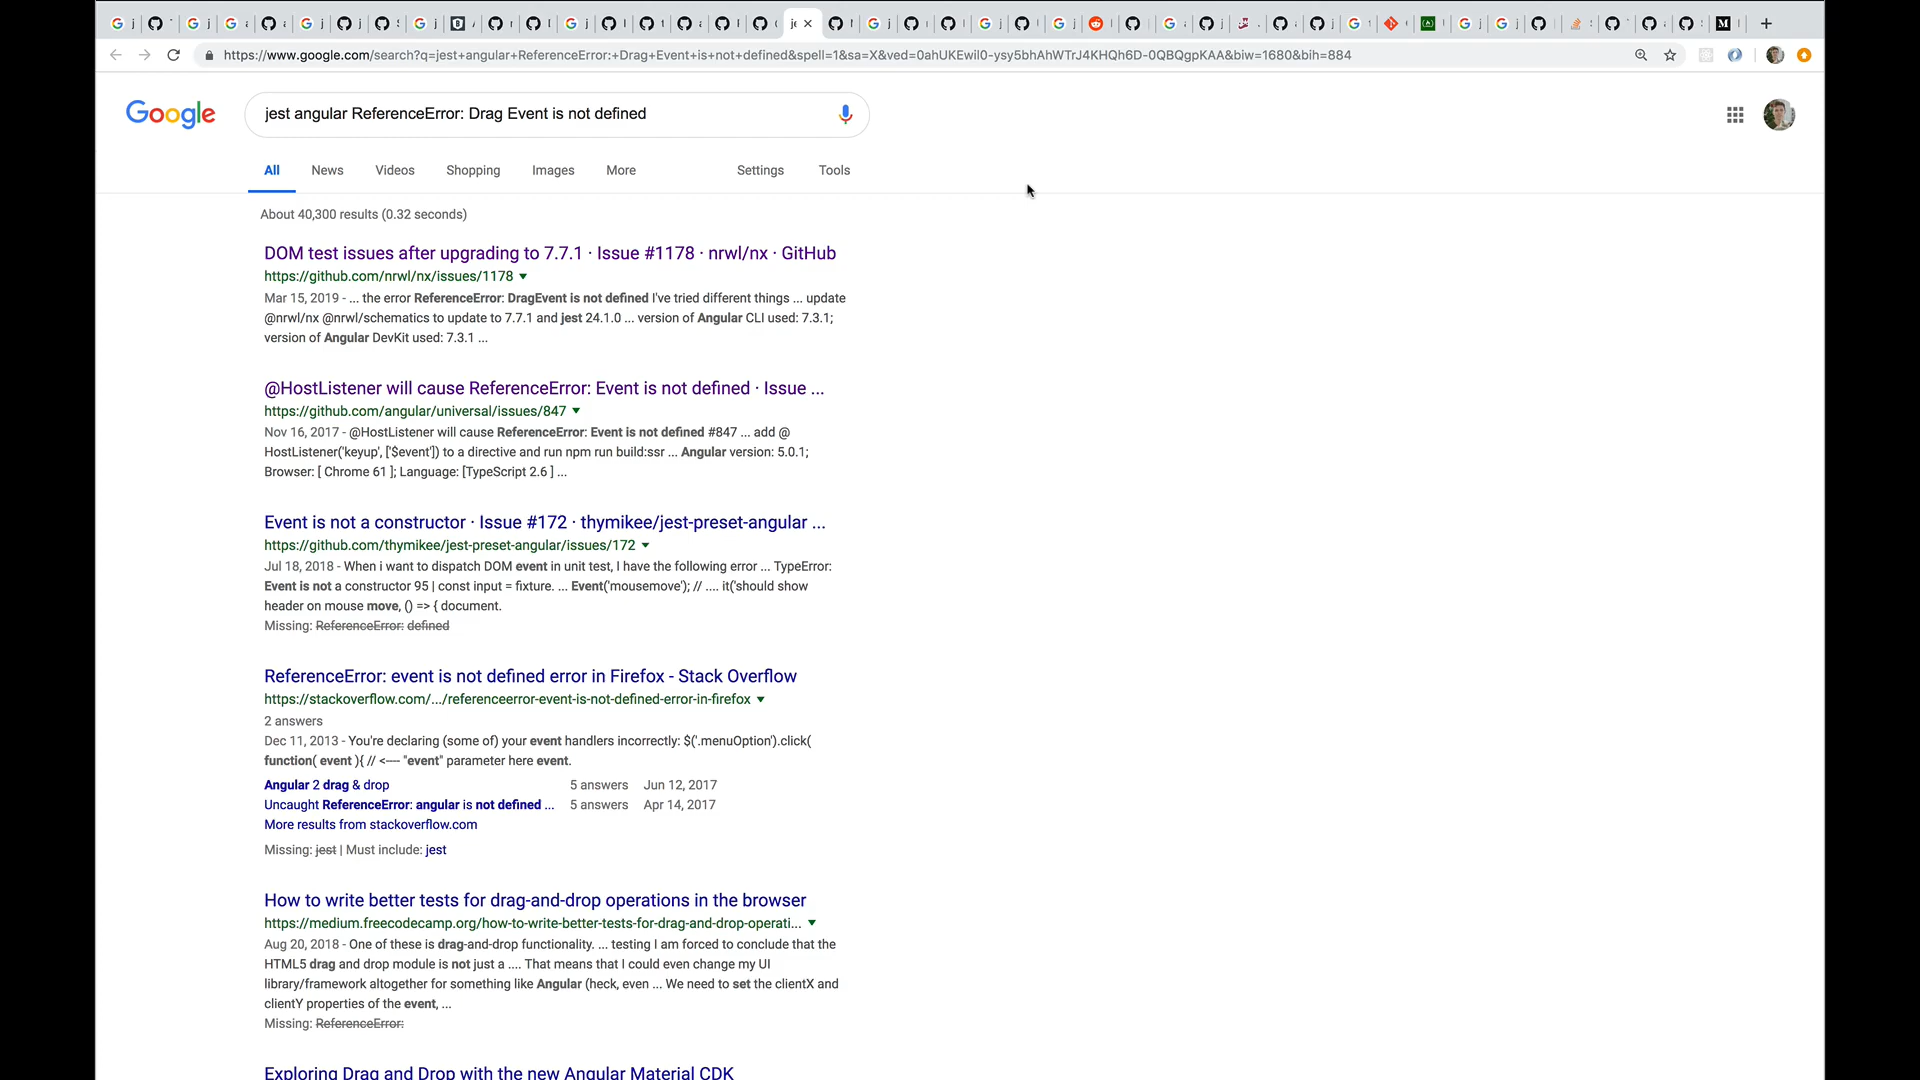 https://www.google.com/search?q=jest+angular+ReferenceError:+Drag+Event+is+not+defined&spell=1&sa=X&ved=0ahUKEwil0-ysy5bhAhWTrJ4KHQh6D-0QBQgpKAA&biw=1680&bih=884
Google
jest angular ReferenceError: Drag Event is not defined
All News Videos Shopping Images More Settings Tools
About 40,300 results (0.32 seconds)
DOM test issues after upgrading to 7.7.1 · Issue #1178 · nrwl/nx · GitHub
https://github.com/nrwl/nx/issues/1178
Mar 15, 2019 - ... the error ReferenceError: DragEvent is not defined I've tried different things ... update
@nrwl/nx @nrwl/schematics to update to 7.7.1 and jest 24.1.0 ... version of Angular CLI used: 7.3.1;
version of Angular DevKit used: 7.3.1 ...
@HostListener will cause ReferenceError: Event is not defined · Issue ...
https://github.com/angular/universal/issues/847
Nov 16, 2017 - @HostListener will cause ReferenceError: Event is not defined #847 ... add @
HostListener('keyup', ['$event']) to a directive and run npm run build:ssr ... Angular version: 5.0.1;
Browser: [ Chrome 61 ]; Language: [TypeScript 2.6 ] ...
Event is not a constructor · Issue #172 · thymikee/jest-preset-angular ...
https://github.com/thymikee/jest-preset-angular/issues/172
Jul 18, 2018 - When i want to dispatch DOM event in unit test, I have the following error ... TypeError:
Event is not a constructor 95 | const input = fixture. ... Event('mousemove'); // .... it('should show
header on mouse move, () => { document.
Missing: ReferenceError: defined
ReferenceError: event is not defined error in Firefox - Stack Overflow
https://stackoverflow.com/.../referenceerror-event-is-not-defined-error-in-firefox
2 answers
Dec 11, 2013 - You're declaring (some of) your event handlers incorrectly: $('.menuOption').click(
function( event ){ // <---- "event" parameter here event.
Angular 2 drag & drop 5 answers Jun 12, 2017
Uncaught ReferenceError: angular is not defined ... 5 answers Apr 14, 2017
More results from stackoverflow.com
Missing: jest | Must include: jest
How to write better tests for drag-and-drop operations in the browser
https://medium.freecodecamp.org/how-to-write-better-tests-for-drag-and-drop-operati...
Aug 20, 2018 - One of these is drag-and-drop functionality. ... testing I am forced to conclude that the
HTML5 drag and drop module is not just a .... That means that I could even change my UI
library/framework altogether for something like Angular (heck, even ... We need to set the clientX and
clientY properties of the event, ...
Missing: ReferenceError:
Exploring Drag and Drop with the new Angular Material CDK